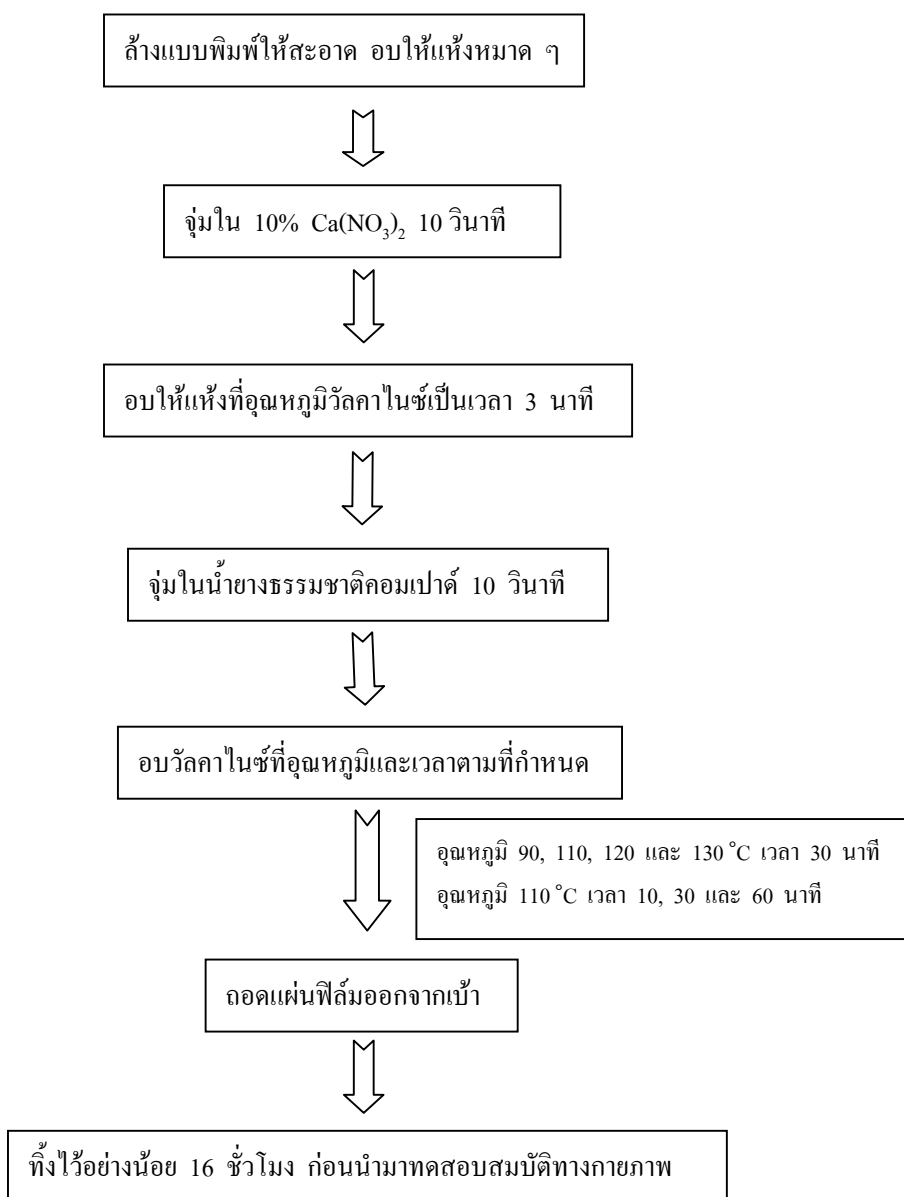 ล้างแบบพิมพ์ให้สะอาด อบให้แห้งหมาด ๆ
จุ่มใน 10% Ca(NO₃)₂ 10 วินาที
อบให้แห้งที่อุณหภูมิวัลคาไนซ์เป็นเวลา 3 นาที
จุ่มในน้ำยางธรรมชาติคอมเปาด์ 10 วินาที
อบวัลคาไนซ์ที่อุณหภูมิและเวลาตามที่กำหนด
อุณหภูมิ 90, 110, 120 และ 130 °C เวลา 30 นาที
อุณหภูมิ 110 °C เวลา 10, 30 และ 60 นาที
ถอดแผ่นฟิล์มออกจากเบ้า
ทิ้งไว้อย่างน้อย 16 ชั่วโมง ก่อนนำมาทดสอบสมบัติทางกายภาพ